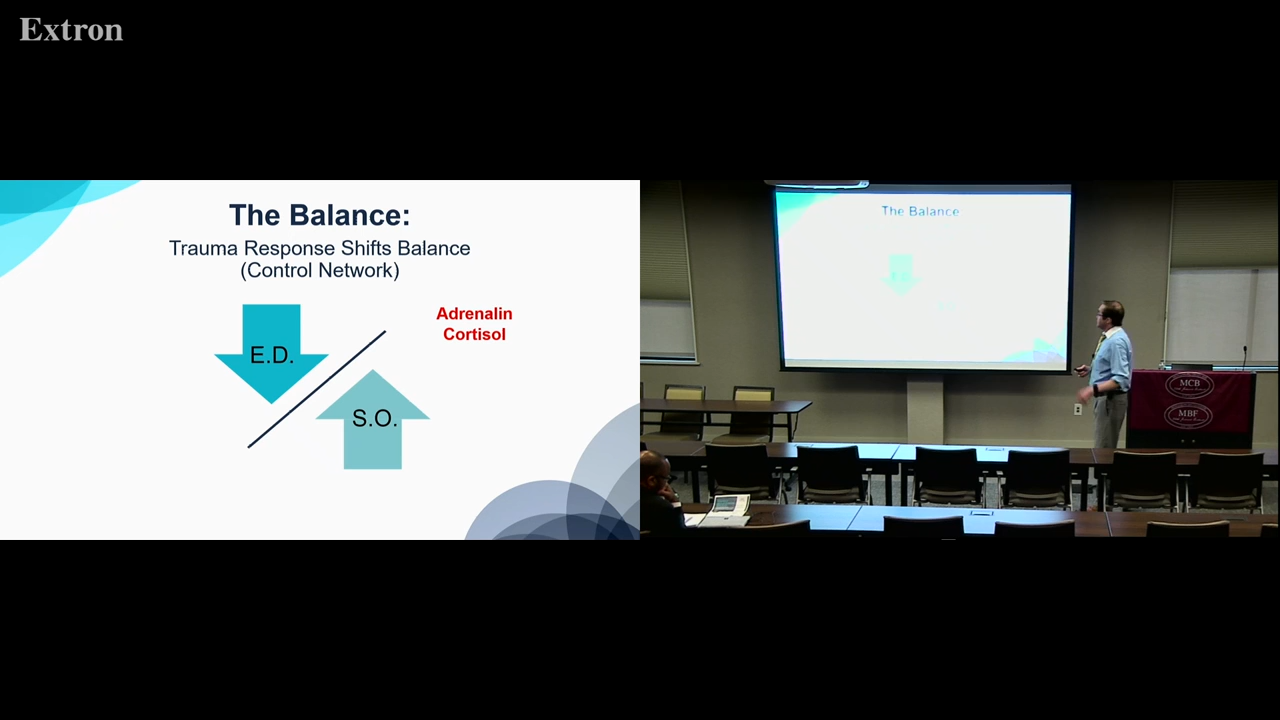 Extron
The Balance:
Trauma Response Shifts Balance
(Control Network)
Adrenalin
Cortisol
E.D.
S.O.
The Balance
MCB
MBF